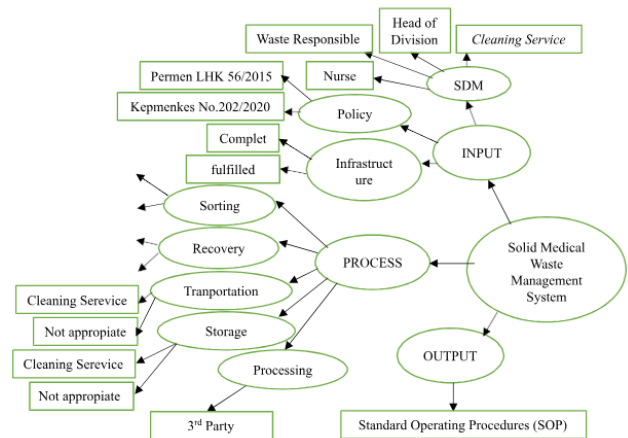 Head of
Division
Waste Responsible
Cleaning Service
Permen LHK 56/2015
Nurse
SDM
Kepmenkes No.202/2020
Policy
Complet
INPUT
fulfilled
Infrastruct
ure
Sorting
Recovery
PROCESS
Solid Medical
Waste
Management
System
Tranportation
Cleaning Serevice
Not appropiate
Storage
Cleaning Serevice
Not appropiate
Processing
OUTPUT
3rd Party
Standard Operating Procedures (SOP)